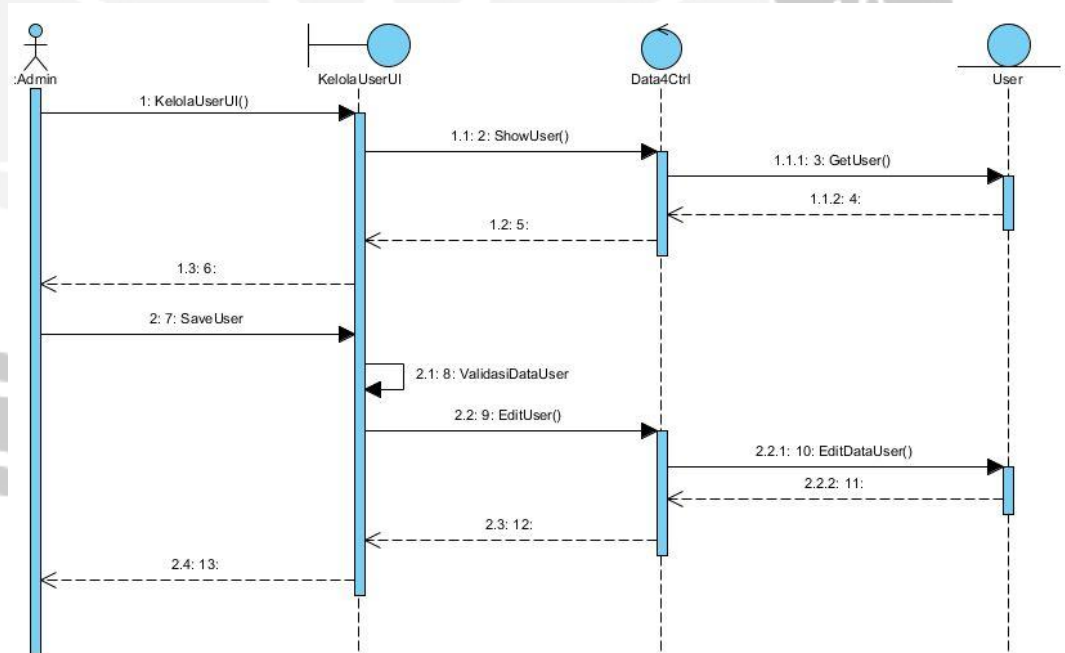 :Admin
KelolaUserUI
Data4Ctrl
User
1: KelolaUserUI()
1.1: 2: ShowUser()
1.1.1: 3: GetUser()
1.1.2: 4:
1.2: 5:
1.3: 6:
2: 7: SaveUser
2.1: 8: ValidasiDataUser
2.2: 9: EditUser()
2.2.1: 10: EditDataUser()
2.2.2: 11:
2.3: 12:
2.4: 13: